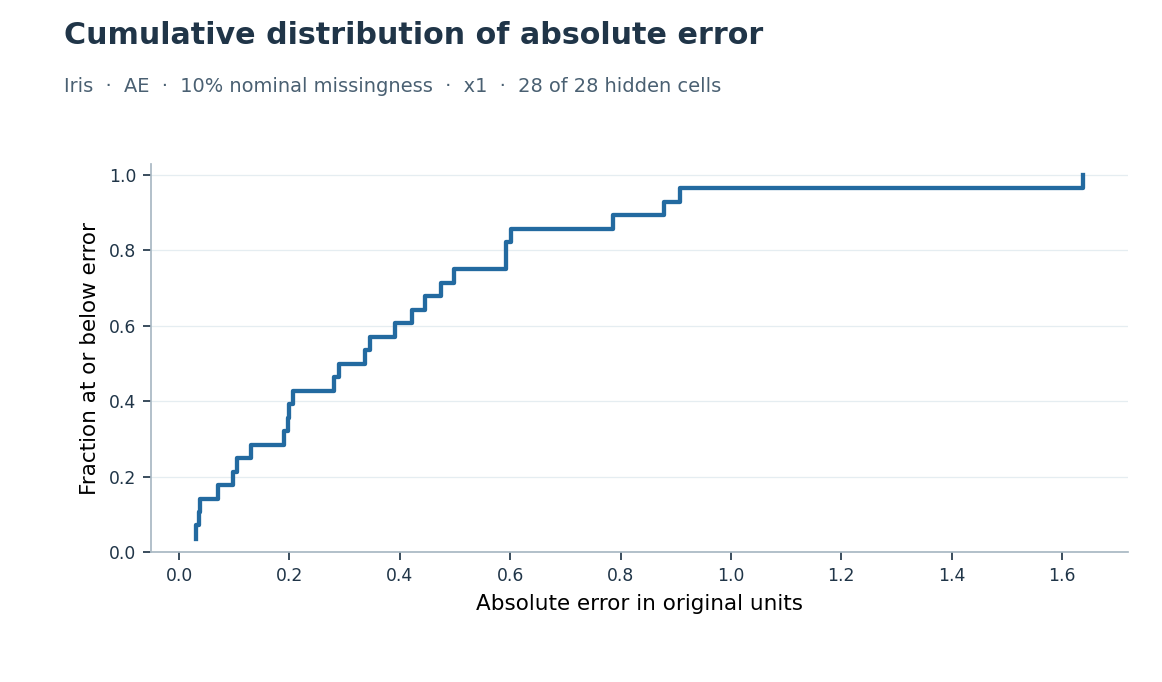 Cumulative distribution of absolute error
Iris · AE · 10% nominal missingness · x1 · 28 of 28 hidden cells
Fraction at or below error
1.0
0.8
0.6
0.4
0.2
0.0
0.0 0.2 0.4 0.6 0.8 1.0 1.2 1.4 1.6
Absolute error in original units